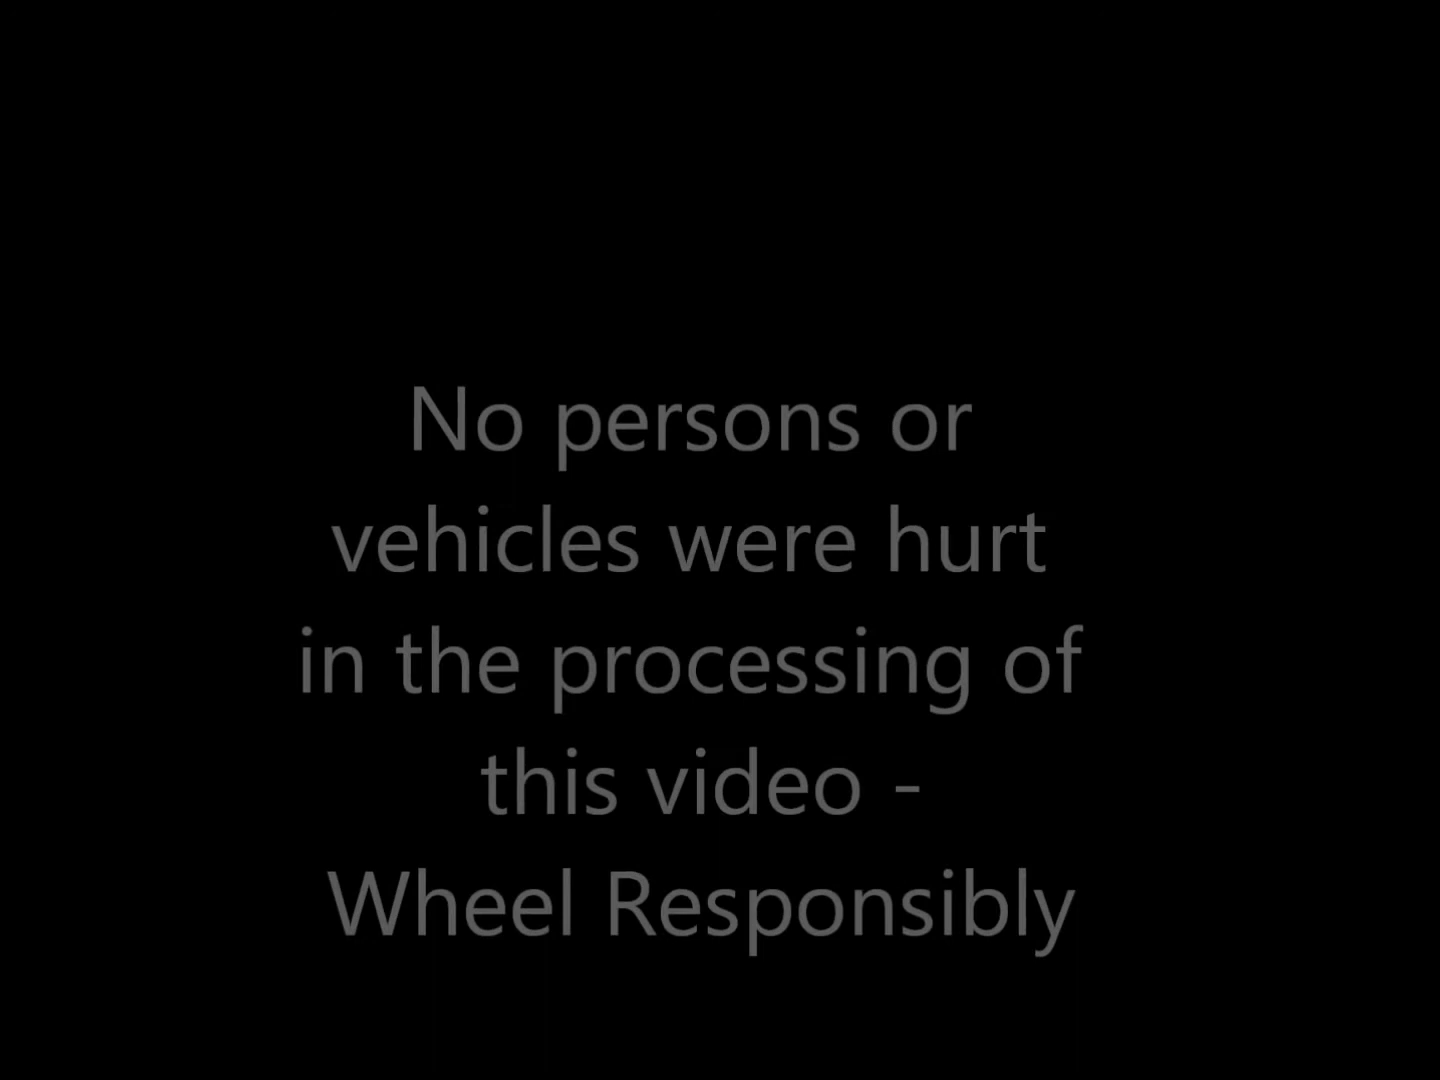 No persons or
vehicles were hurt
in the processing of
this video -
Wheel Responsibly